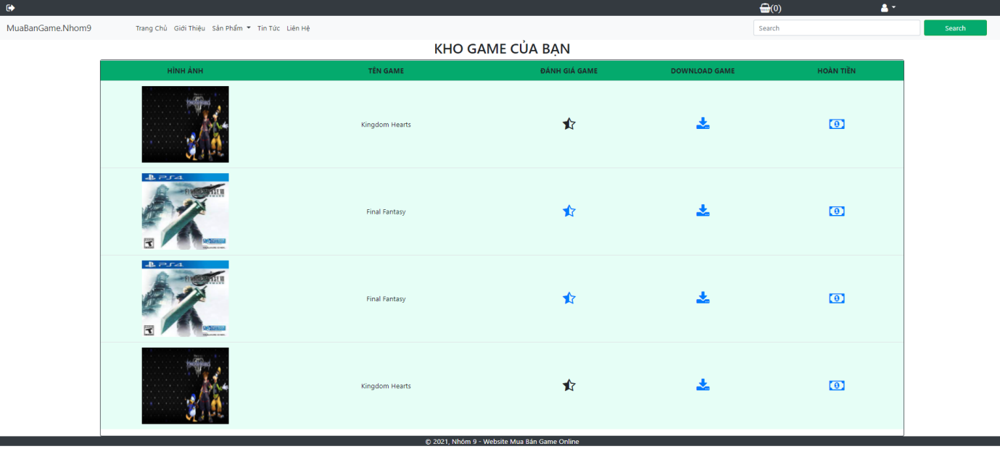 (0)
MuaBanGame.Nhom9 Trang Chủ Giới Thiệu Sản Phẩm Tin Tức Liên Hệ Search Search
KHO GAME CỦA BẠN
HÌNH ẢNH TÊN GAME ĐÁNH GIÁ GAME DOWNLOAD GAME HOÀN TIỀN
Kingdom Hearts
PS4
Final Fantasy
PS4
Final Fantasy
Kingdom Hearts
© 2021, Nhóm 9 - Website Mua Bán Game Online